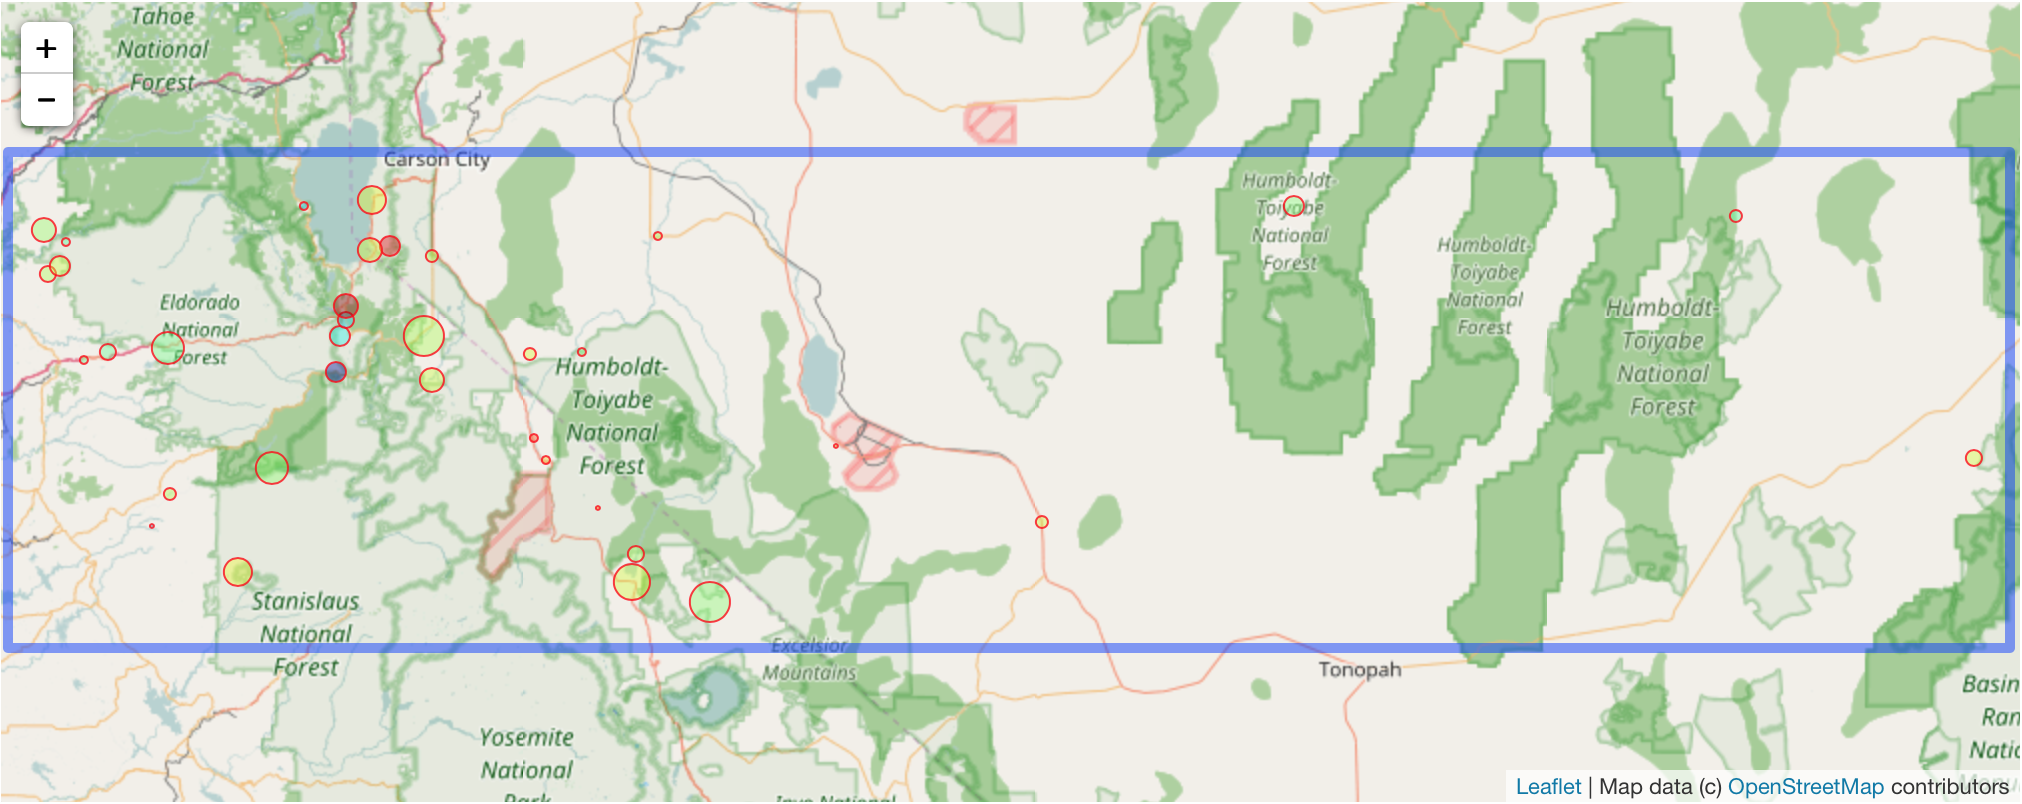 Tahoe
National
Forest
+
−
Carson City
Humboldt-
Toiyabe
National
Forest
Humboldt-
Toiyabe
National
Forest
Eldorado
National
Forest
Humboldt-
Toiyabe
National
Forest
Humboldt-
Toiyabe
National
Forest
Stanislaus
National
Forest
Excelsior
Mountains
Tonopah
Basin
Ran
Natio
Yosemite
National
Park
Inyo National
Leaflet | Map data (c) OpenStreetMap contributors